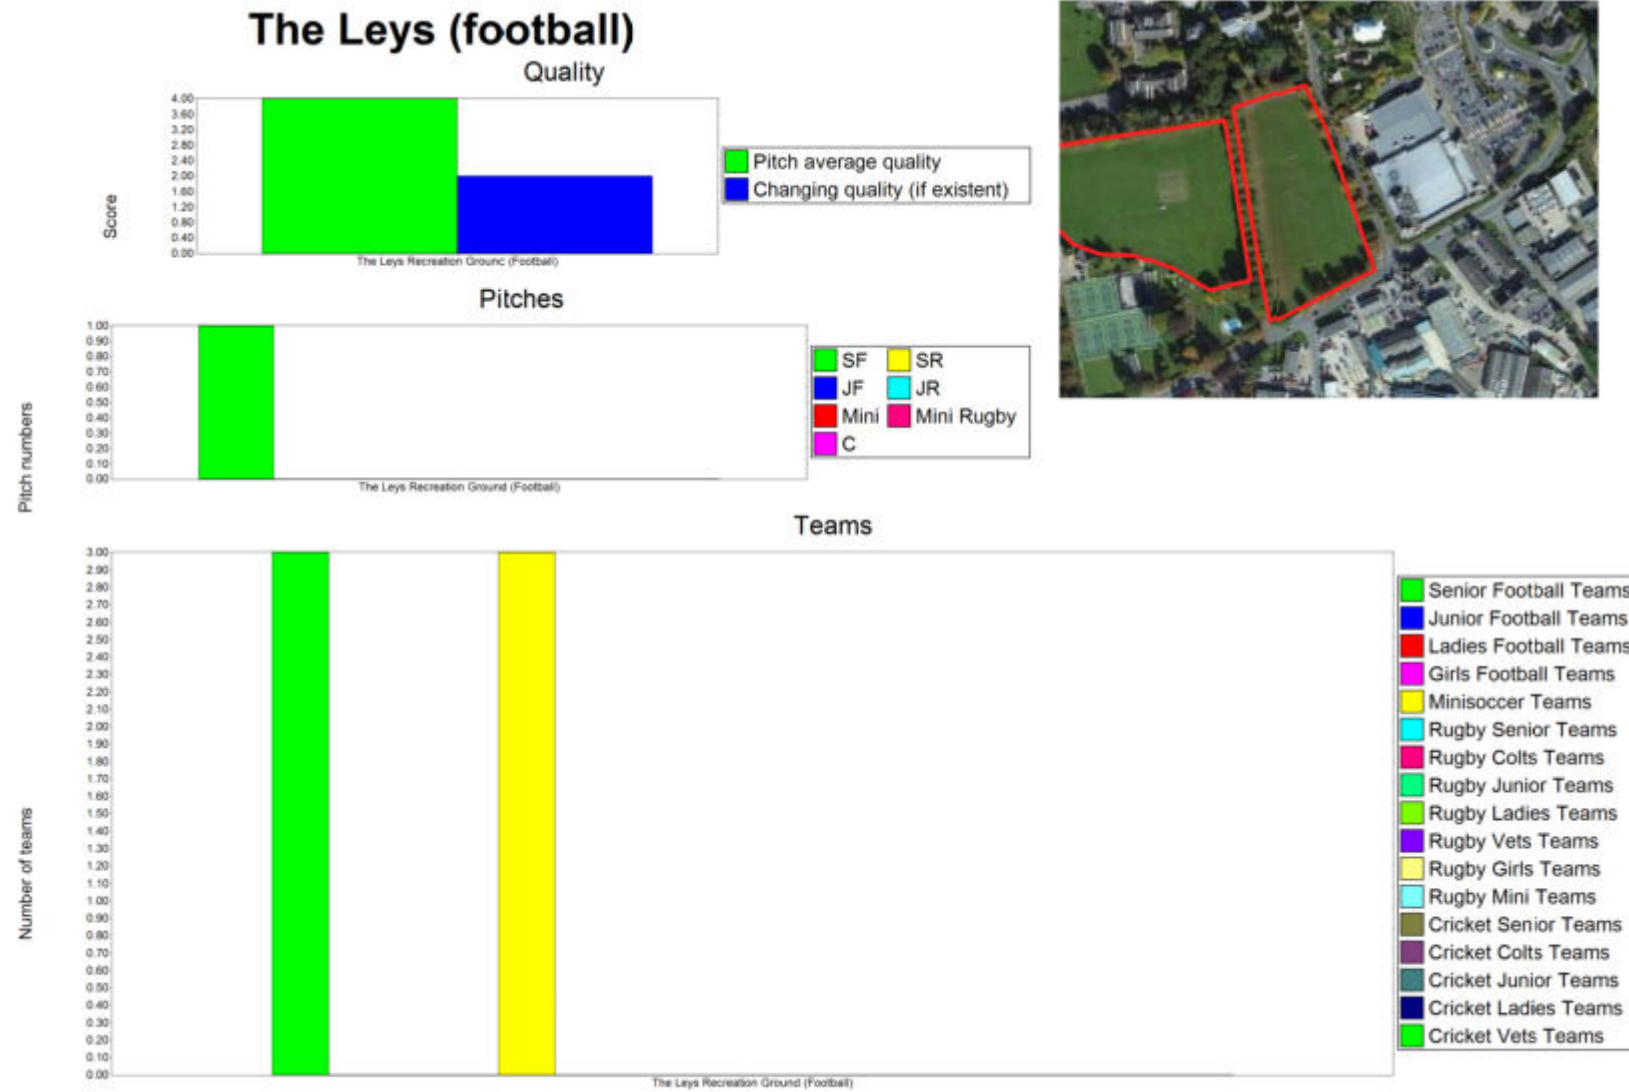 The Leys (football)
Quality
4.00
3.60
3.20
2.80
2.40
2.00
1.60
1.20
0.80
0.40
0.00
Score
The Leys Recreation Grounc (Football)
Pitch average quality
Changing quality (if existent)
Pitches
1.00
0.90
0.80
0.70
0.60
0.50
0.40
0.30
0.20
0.10
0.00
Pitch numbers
The Leys Recreation Ground (Football)
SF SR
JF JR
Mini Mini Rugby
C
Teams
3.00
2.90
2.80
2.70
2.60
2.50
2.40
2.30
2.20
2.10
2.00
1.90
1.80
1.70
1.60
1.50
1.40
1.30
1.20
1.10
1.00
0.90
0.80
0.70
0.60
0.50
0.40
0.30
0.20
0.10
0.00
Number of teams
The Leys Recreation Ground (Football)
Senior Football Teams
Junior Football Teams
Ladies Football Teams
Girls Football Teams
Minisoccer Teams
Rugby Senior Teams
Rugby Colts Teams
Rugby Junior Teams
Rugby Ladies Teams
Rugby Vets Teams
Rugby Girls Teams
Rugby Mini Teams
Cricket Senior Teams
Cricket Colts Teams
Cricket Junior Teams
Cricket Ladies Teams
Cricket Vets Teams